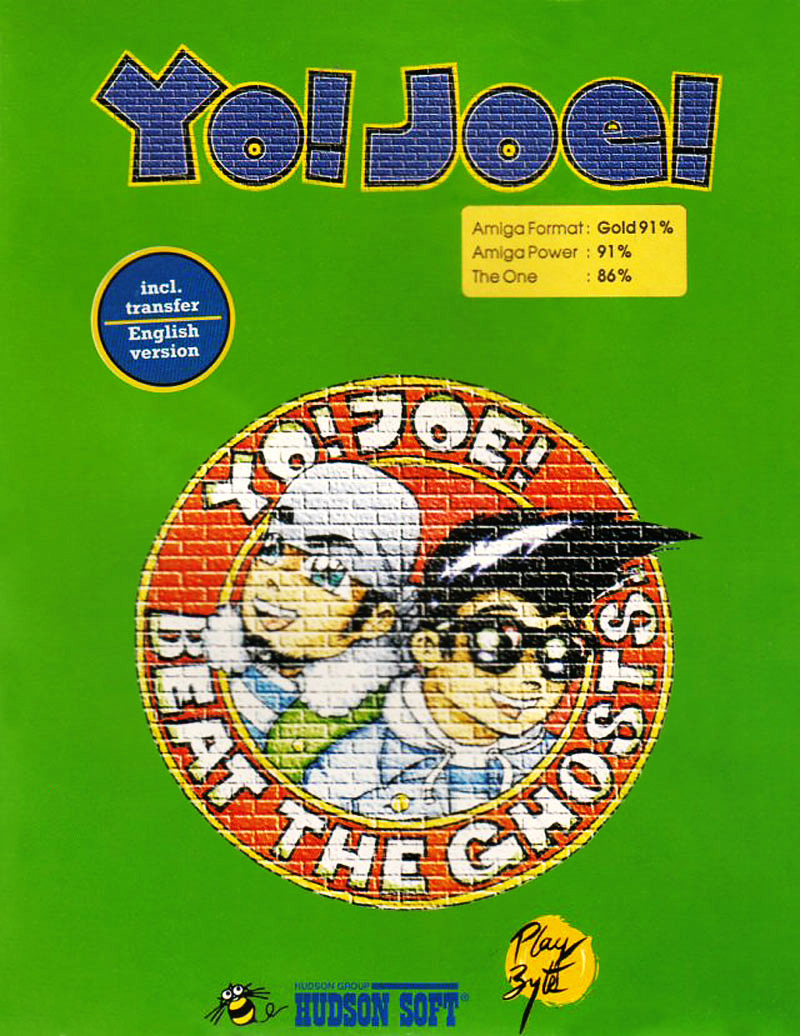 YO! JOE!
Amiga Format: Gold 91%
Amiga Power : 91%
The One : 86%
incl.
transfer
English
version
YO! JOE!
BEAT THE GHOSTS
Play
Byte
HUDSON GROUP
HUDSON SOFT®